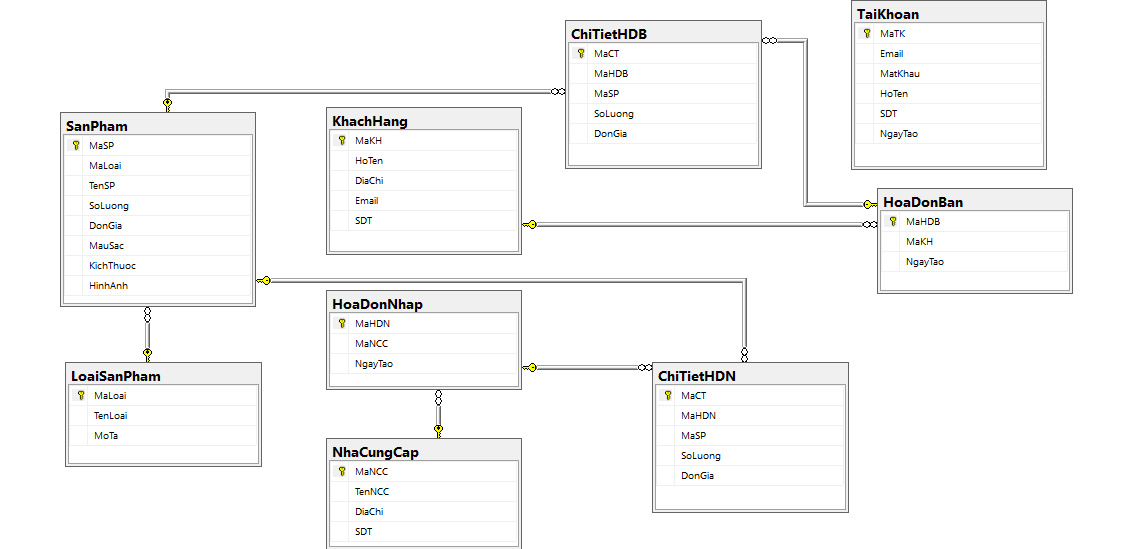 TaiKhoan
MaTK
Email
MatKhau
HoTen
SDT
NgayTao
ChiTietHDB
MaCT
MaHDB
MaSP
SoLuong
DonGia
KhachHang
MaKH
HoTen
DiaChi
Email
SDT
SanPham
MaSP
MaLoai
TenSP
SoLuong
DonGia
MauSac
KichThuoc
HinhAnh
HoaDonBan
MaHDB
MaKH
NgayTao
HoaDonNhap
MaHDN
MaNCC
NgayTao
LoaiSanPham
MaLoai
TenLoai
MoTa
ChiTietHDN
MaCT
MaHDN
MaSP
SoLuong
DonGia
NhaCungCap
MaNCC
TenNCC
DiaChi
SDT